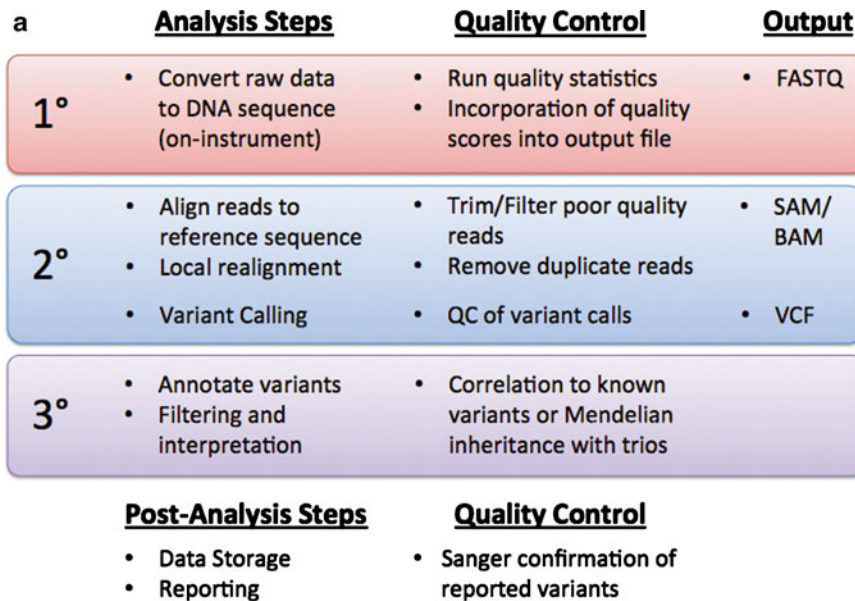 a
Analysis Steps Quality Control Output
1°
• Convert raw data
to DNA sequence
(on-instrument)
• Run quality statistics
• Incorporation of quality
scores into output file
• FASTQ
2°
• Align reads to
reference sequence
• Local realignment
• Variant Calling
• Trim/Filter poor quality
reads
• Remove duplicate reads
• QC of variant calls
• SAM/
BAM
• VCF
3°
• Annotate variants
• Filtering and
interpretation
• Correlation to known
variants or Mendelian
inheritance with trios
Post-Analysis Steps Quality Control
• Data Storage
• Reporting
• Sanger confirmation of
reported variants